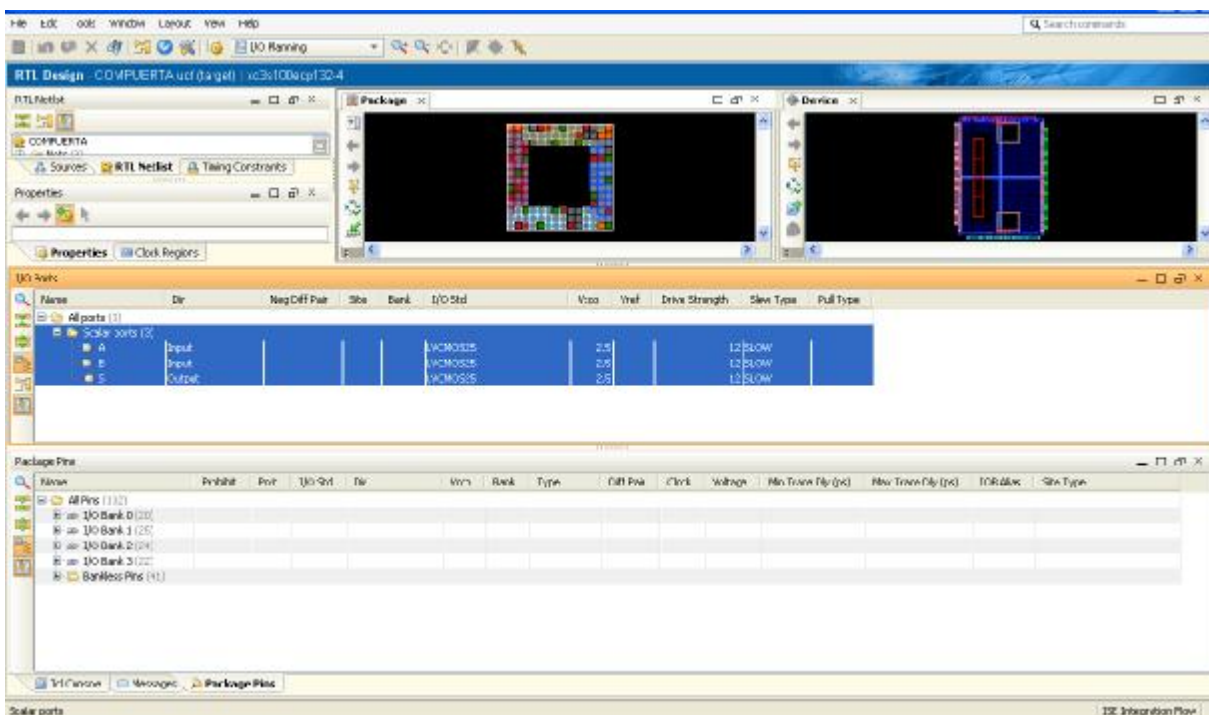 File Edit Tools Window Layout View Help
Search commands
I/O Planning
RTL Design - COMPUERTA.ucf (target) | xc3s100ecp132-4
RTL Netlist
COMPUERTA
Sources RTL Netlist Timing Constraints
Properties
Properties Clock Regions
Package
Device
I/O Ports
Name Dir Neg Diff Pair Site Bank I/O Std Vcco Vref Drive Strength Slew Type Pull Type
All ports (3)
Scalar ports (3)
A Input LVCMOS25 2.5 12 SLOW
B Input LVCMOS25 2.5 12 SLOW
S Output LVCMOS25 2.5 12 SLOW
Package Pins
Name Prohibit Port I/O Std Dir Vcco Bank Type Diff Pair Clock Voltage Min Trace Dly (ps) Max Trace Dly (ps) IOB Alias Site Type
All Pins (132)
I/O Bank 0
I/O Bank 1
I/O Bank 2
I/O Bank 3
Bankless Pins
Tcl Console Messages Package Pins
Scalar ports
ISE Integration Flow